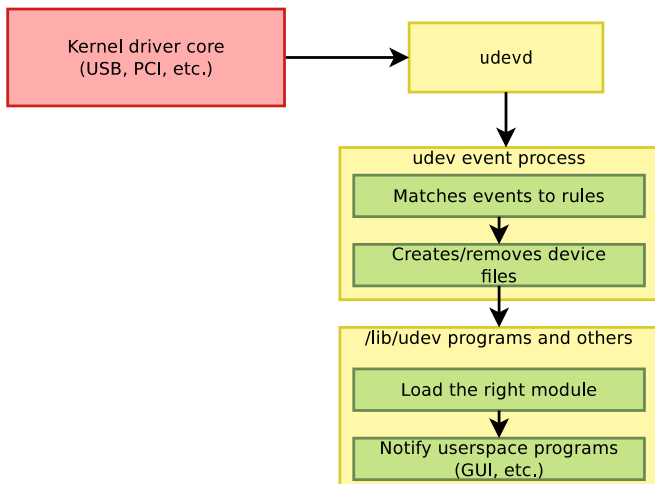 Kernel driver core
(USB, PCI, etc.)
udevd
udev event process
Matches events to rules
Creates/removes device
files
/lib/udev programs and others
Load the right module
Notify userspace programs
(GUI, etc.)